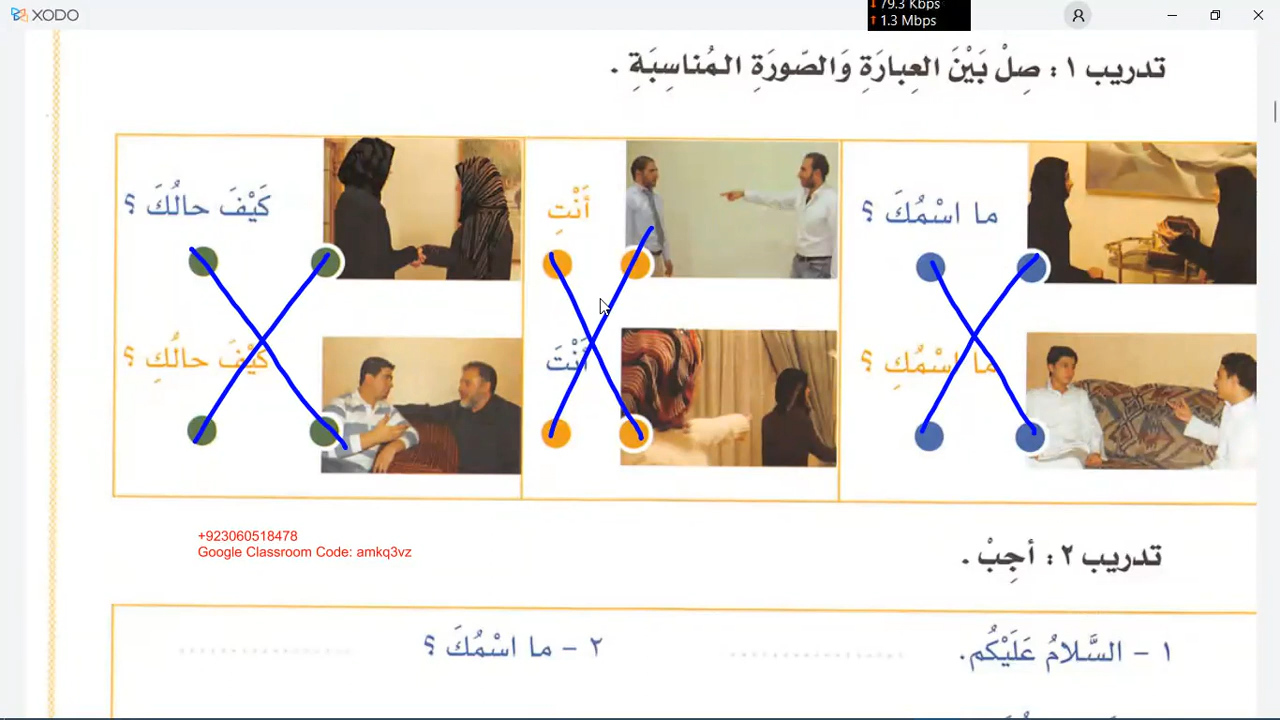 XODO
79.3 Kbps
1.3 Mbps
تدريب ١ : صِلْ بَيْنَ العِبارَةِ وَالصّورَةِ المُناسِبَةِ .
ما اسْمُكَ ؟
أَنْتِ
كَيْفَ حالُكَ ؟
ما اسْمُكِ ؟
أَنْتَ
كَيْفَ حالُكِ ؟
+923060518478
Google Classroom Code: amkq3vz
تدريب ٢ : أجِبْ .
١ – السَّلامُ عَلَيْكُم.
٢ – ما اسْمُكَ ؟